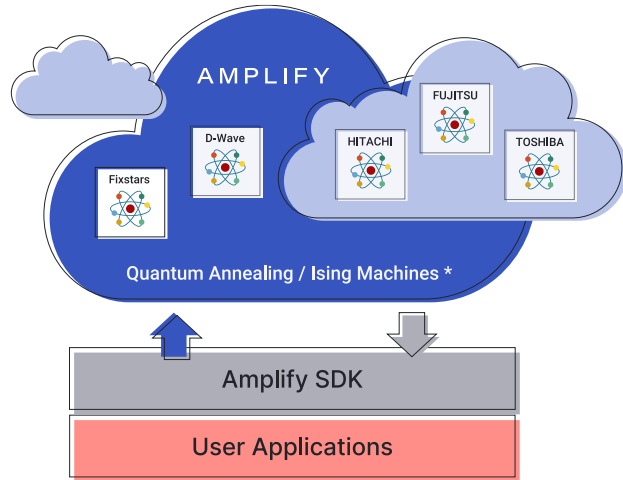 AMPLIFY
FUJITSU
D-Wave
HITACHI
TOSHIBA
Fixstars
Quantum Annealing / Ising Machines *
Amplify SDK
User Applications